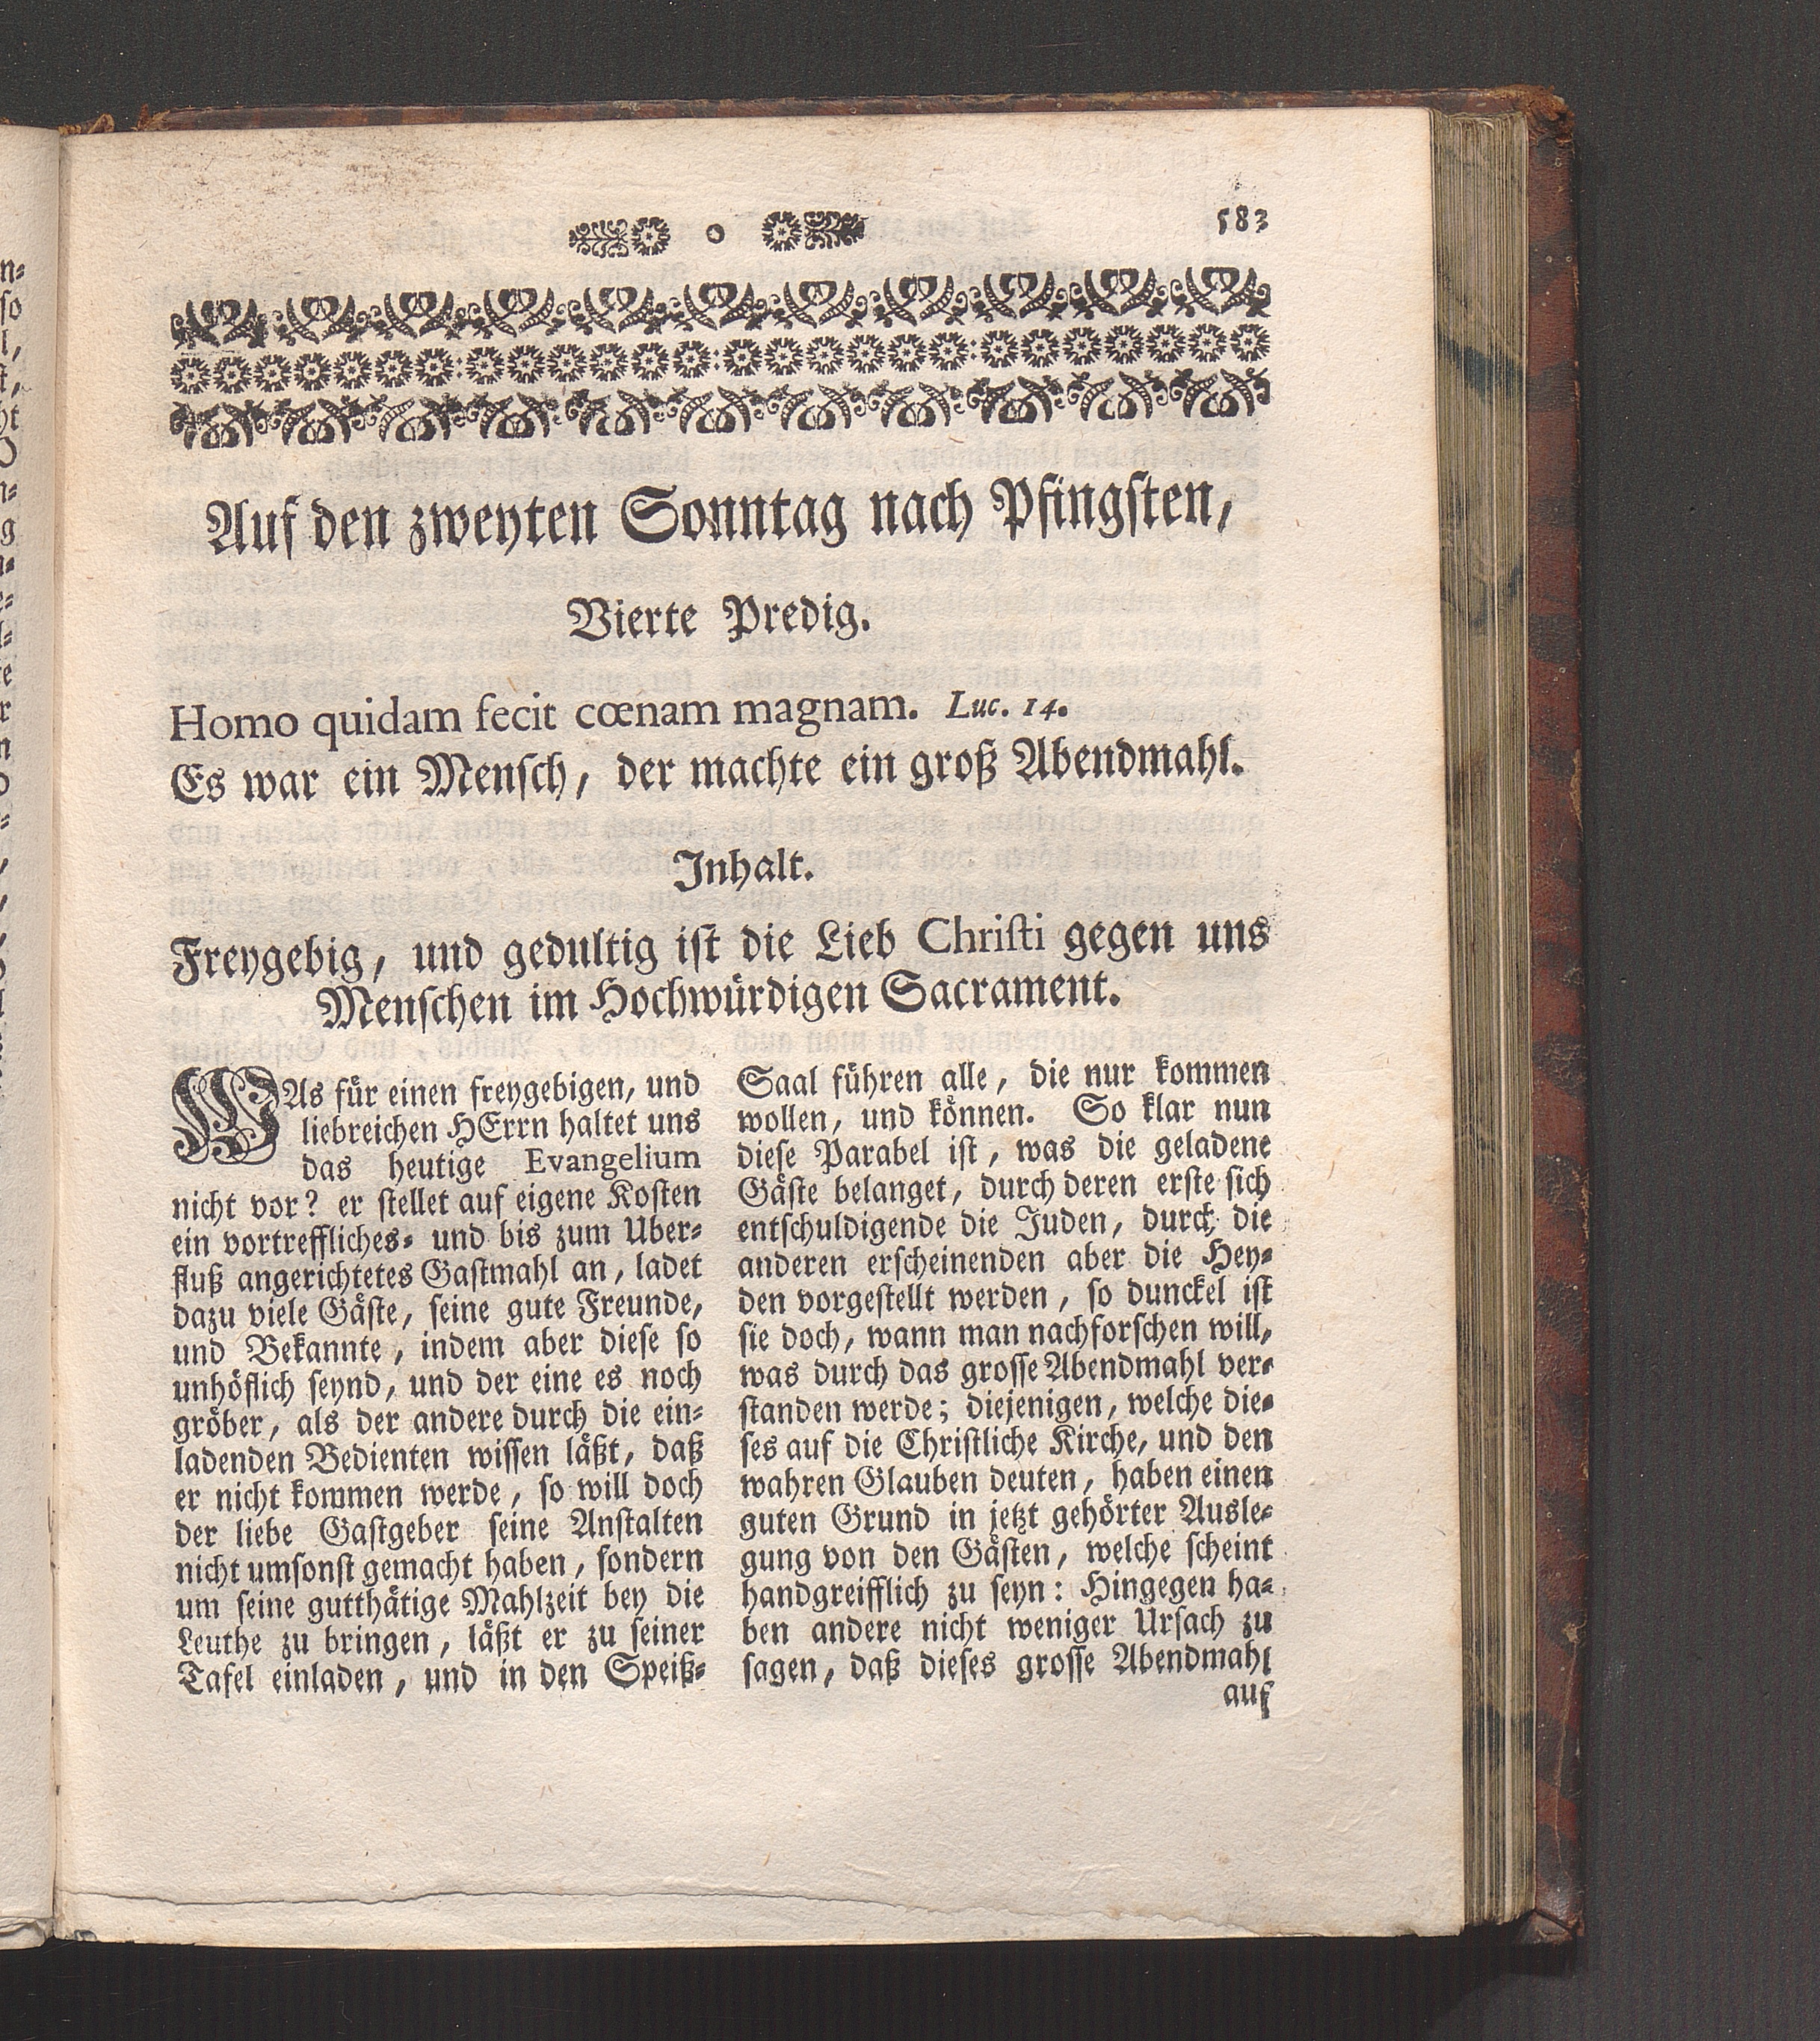 583
Auf den zweyten Sonntag nach Pfingsten,
Vierte Predig.
Homo quidam fecit cœnam magnam. Luc. 14.
Es war ein Mensch, der machte ein groß Abendmahl.
Inhalt.
Freygebig, und gedultig ist die Lieb Christi gegen uns
Menschen im Hochwürdigen Sacrament.
WAs für einen freygebigen, und
liebreichen HErrn haltet uns
das heutige Evangelium
nicht vor? er stellet auf eigene Kosten
ein vortreffliches- und bis zum Uber-
fluß angerichtetes Gastmahl an, ladet
dazu viele Gäste, seine gute Freunde,
und Bekannte, indem aber diese so
unhöflich seynd, und der eine es noch
gröber, als der andere durch die ein-
ladenden Bedienten wissen läßt, daß
er nicht kommen werde, so will doch
der liebe Gastgeber seine Anstalten
nicht umsonst gemacht haben, sondern
um seine gutthätige Mahlzeit bey die
Leuthe zu bringen, läßt er zu seiner
Tafel einladen, und in den Speiß-
Saal führen alle, die nur kommen
wollen, und können. So klar nun
diese Parabel ist, was die geladene
Gäste belanget, durch deren erste sich
entschuldigende die Juden, durch die
anderen erscheinenden aber die Hey-
den vorgestellt werden, so dunckel ist
sie doch, wann man nachforschen will,
was durch das grosse Abendmahl ver-
standen werde; diejenigen, welche die-
ses auf die Christliche Kirche, und den
wahren Glauben deuten, haben einen
guten Grund in jetzt gehörter Ausle-
gung von den Gästen, welche scheint
handgreifflich zu seyn: Hingegen ha-
ben andere nicht weniger Ursach zu
sagen, daß dieses grosse Abendmahl
auf